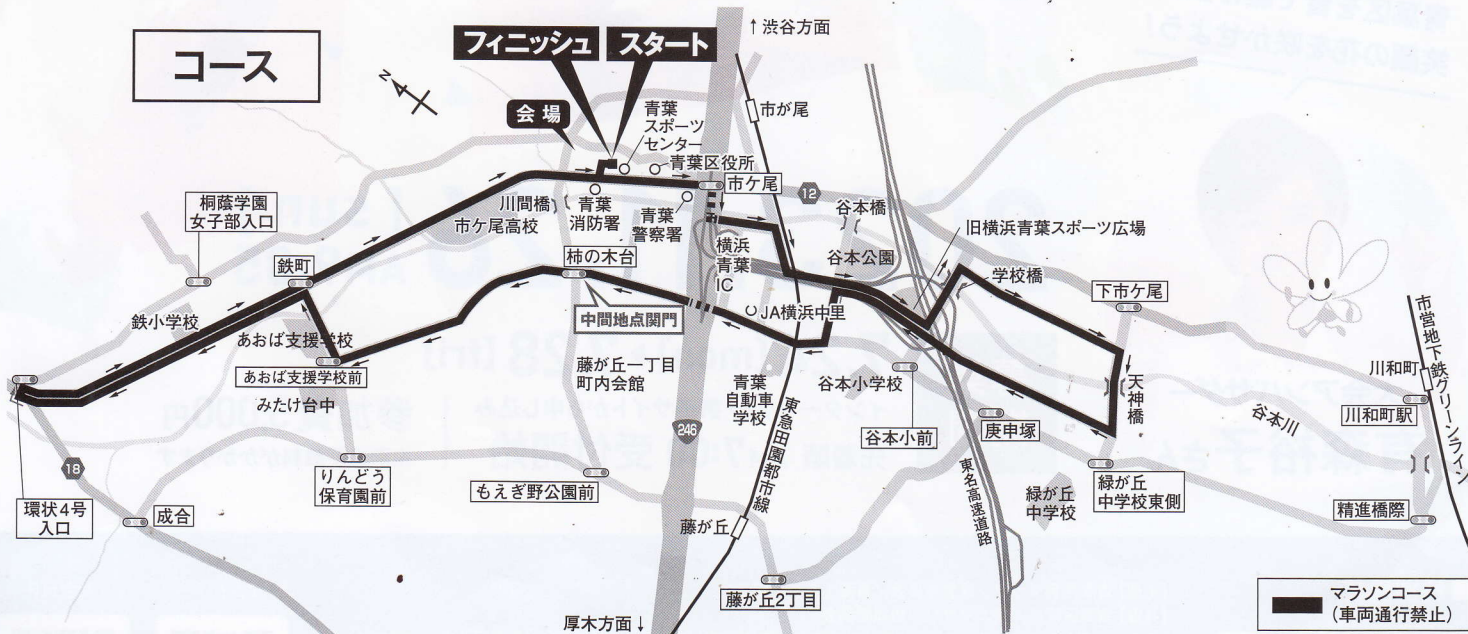 コース
フィニッシュ
スタート
会場
N
↑渋谷方面
市が尾
青葉
スポーツ
センター
青葉区役所
市ケ尾
12
桐蔭学園
女子部入口
川間橋
市ケ尾高校
青葉
消防署
青葉
警察署
谷本橋
旧横浜青葉スポーツ広場
谷本公園
横浜
青葉
IC
学校橋
鉄町
柿の木台
下市ケ尾
中間地点関門
JA横浜中里
鉄小学校
あおば支援学校
あおば支援学校前
みたけ台中
藤が丘一丁目
町内会館
青葉
自動車
学校
谷本小学校
谷本小前
天神橋
庚申塚
谷本川
川和町
川和町駅
市営地下鉄グリーンライン
246
東急田園都市線
東名高速道路
18
環状4号
入口
成合
りんどう
保育園前
もえぎ野公園前
藤が丘
緑が丘
中学校
緑が丘
中学校東側
精進橋際
藤が丘2丁目
厚木方面↓
マラソンコース
(車両通行禁止)